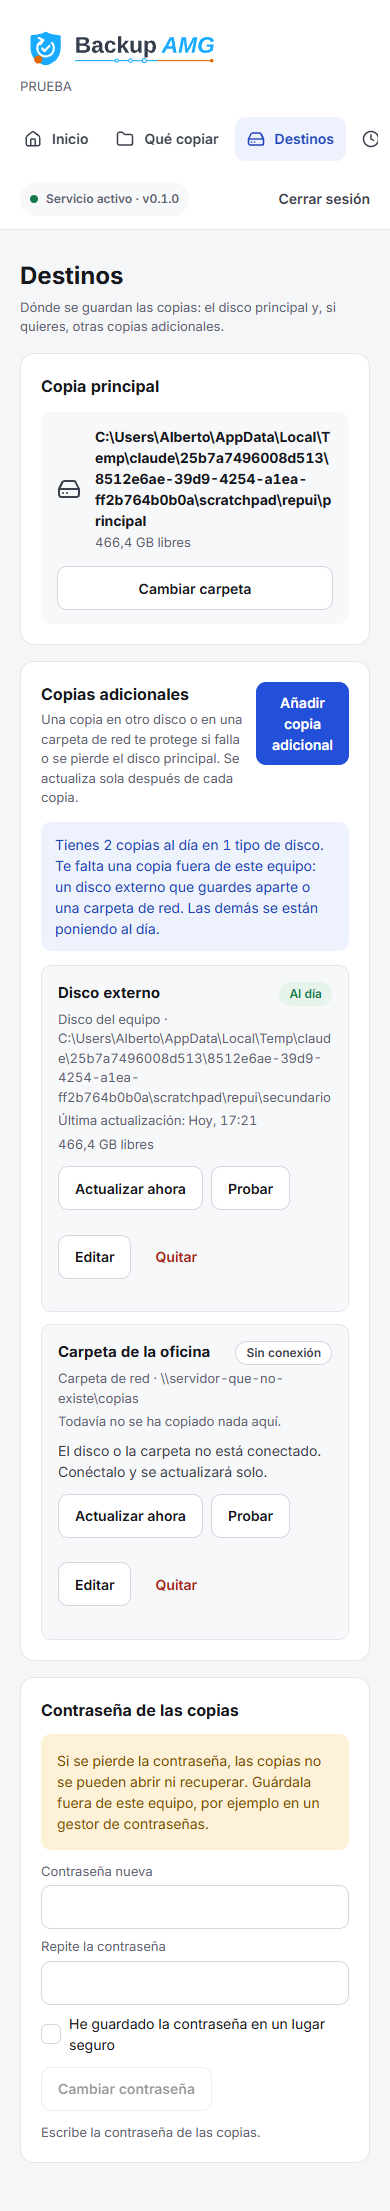 Backup AMG
PRUEBA
Inicio
Qué copiar
Destinos
Servicio activo · v0.1.0
Cerrar sesión
Destinos
Dónde se guardan las copias: el disco principal y, si
quieres, otras copias adicionales.
Copia principal
C:\Users\Alberto\AppData\Local\T
emp\claude\25b7a7496008d513\
8512e6ae-39d9-4254-a1ea-
ff2b764b0b0a\scratchpad\repui\p
rincipal
466,4 GB libres
Cambiar carpeta
Copias adicionales
Una copia en otro disco o en una
carpeta de red te protege si falla
o se pierde el disco principal. Se
actualiza sola después de cada
copia.
Añadir
copia
adicional
Tienes 2 copias al día en 1 tipo de disco.
Te falta una copia fuera de este equipo:
un disco externo que guardes aparte o
una carpeta de red. Las demás se están
poniendo al día.
Disco externo
Al día
Disco del equipo ·
C:\Users\Alberto\AppData\Local\Temp\claud
e\25b7a7496008d513\8512e6ae-39d9-
4254-a1ea-
ff2b764b0b0a\scratchpad\repui\secundario
Última actualización: Hoy, 17:21
466,4 GB libres
Actualizar ahora
Probar
Editar
Quitar
Carpeta de la oficina
Sin conexión
Carpeta de red · \\servidor-que-no-
existe\copias
Todavía no se ha copiado nada aquí.
El disco o la carpeta no está conectado.
Conéctalo y se actualizará solo.
Actualizar ahora
Probar
Editar
Quitar
Contraseña de las copias
Si se pierde la contraseña, las copias no
se pueden abrir ni recuperar. Guárdala
fuera de este equipo, por ejemplo en un
gestor de contraseñas.
Contraseña nueva
Repite la contraseña
He guardado la contraseña en un lugar
seguro
Cambiar contraseña
Escribe la contraseña de las copias.